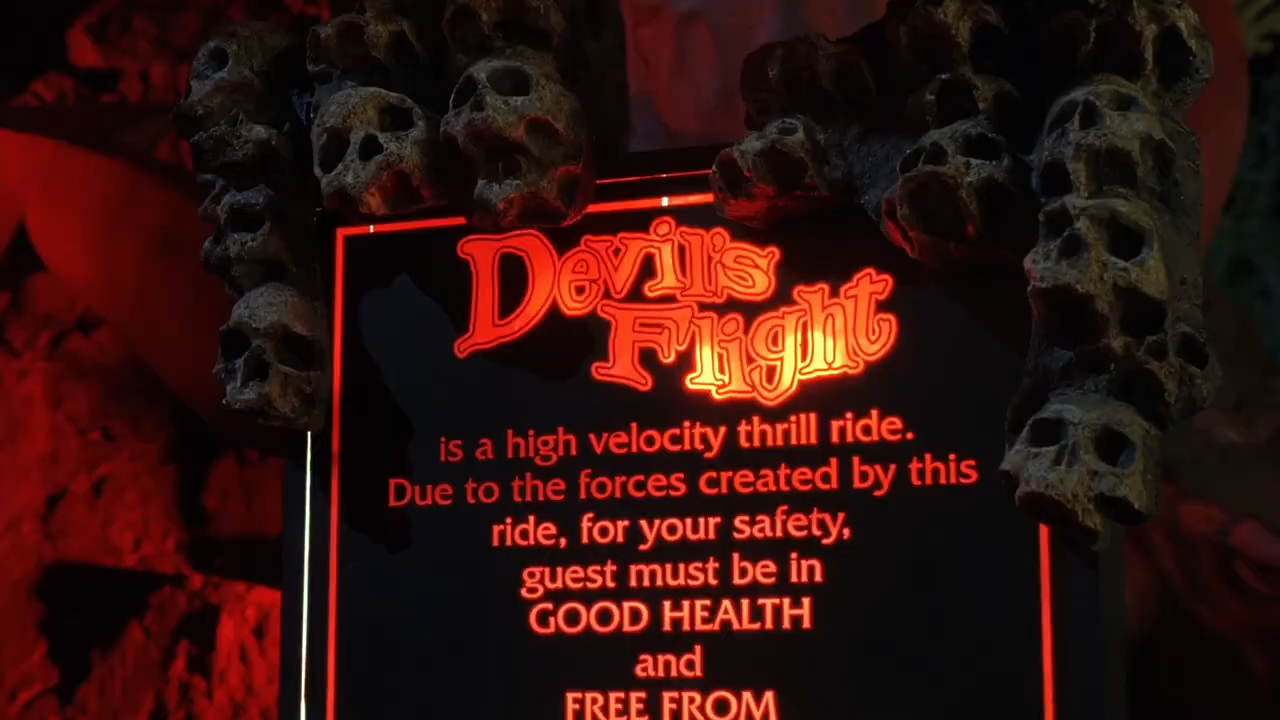 Devil's
Flight
is a high velocity thrill ride.
Due to the forces created by this
ride, for your safety,
guest must be in
GOOD HEALTH
and
FREE FROM